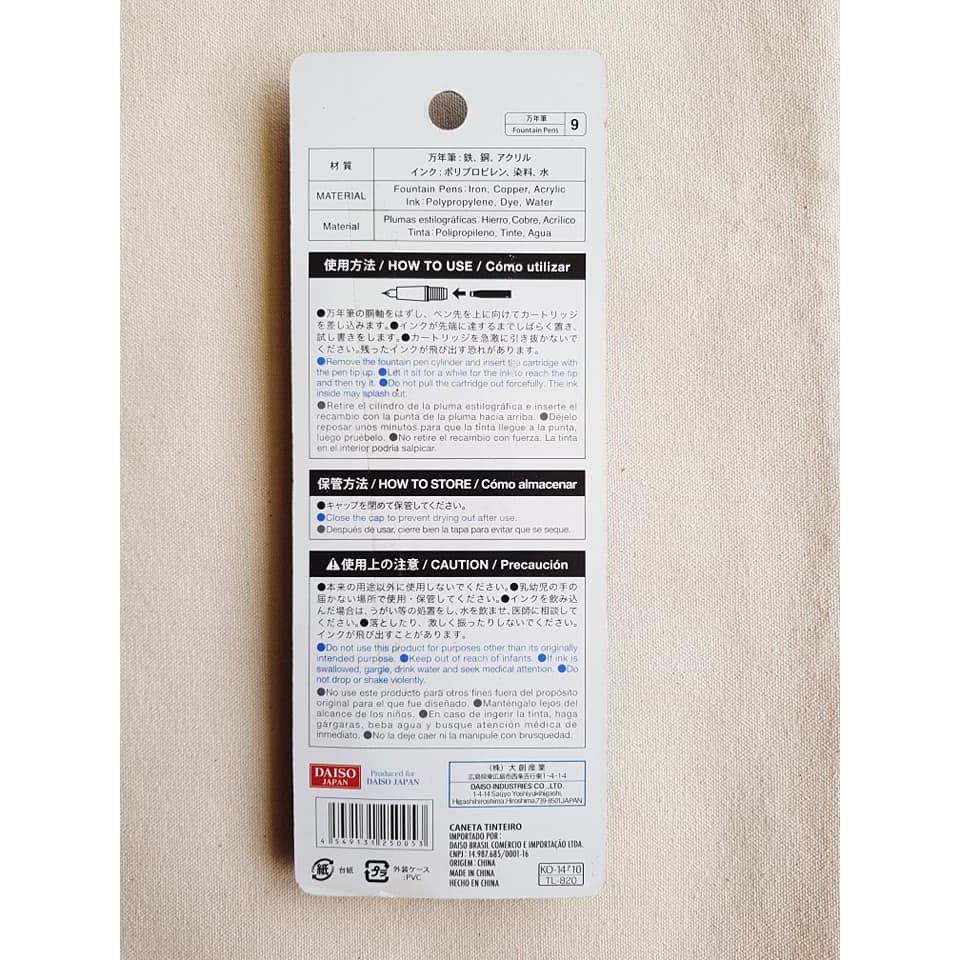 万年筆
Fountain Pens
9
材質
万年筆：鉄、銅、アクリル
インク：ポリプロピレン、染料、水
MATERIAL
Fountain Pens：Iron, Copper, Acrylic
Ink：Polypropylene, Dye, Water
Material
Plumas estilográficas：Hierro, Cobre, Acrílico
Tinta：Polipropileno, Tinte, Agua
使用方法 / HOW TO USE / Cómo utilizar
●万年筆の胴軸をはずし、ペン先を上に向けてカートリッジ
を差し込みます。●インクが先端に達するまでしばらく置き、
試し書きをします。●カートリッジを急激に引き抜かないで
ください。残ったインクが飛び出す恐れがあります。
●Remove the fountain pen cylinder and insert the cartridge with
the pen tip up. ●Let it sit for a while for the ink to reach the tip
and then try it. ●Do not pull the cartridge out forcefully. The ink
inside may splash out.
●Retire el cilindro de la pluma estilográfica e inserte el
recambio con la punta de la pluma hacia arriba. ●Déjelo
reposar unos minutos para que la tinta llegue a la punta,
luego pruébelo. ●No retire el recambio con fuerza. La tinta
en el interior podría salpicar.
保管方法 / HOW TO STORE / Cómo almacenar
●キャップを閉めて保管してください。
●Close the cap to prevent drying out after use.
●Después de usar, cierre bien la tapa para evitar que se seque.
⚠使用上の注意 / CAUTION / Precaución
●本来の用途以外に使用しないでください。●乳幼児の手の
届かない場所で使用・保管してください。●インクを飲み込
んだ場合は、うがい等の処置をし、水を飲ませ、医師に相談して
ください。●落としたり、激しく振ったりしないでください。
インクが飛び出すことがあります。
●Do not use this product for purposes other than its originally
intended purpose. ●Keep out of reach of infants. ●If ink is
swallowed, gargle, drink water and seek medical attention. ●Do
not drop or shake violently.
●No use este producto para otros fines fuera del propósito
original para el que fue diseñado. ●Manténgalo lejos del
alcance de los niños. ●En caso de ingerir la tinta, haga
gárgaras, beba agua y busque atención médica de
inmediato. ●No la deje caer ni la manipule con brusquedad.
DAISO
JAPAN
Produced for
DAISO JAPAN
(株)大創産業
広島県東広島市西条吉行東1-4-14
DAISO INDUSTRIES CO.,LTD.
1-4-14 Saijyo Yoshiyukihigashi,
Higashihiroshima,Hiroshima,739-8501JAPAN
4 549131 250053
CANETA TINTEIRO
IMPORTADO POR:
DAISO BRASIL COMÉRCIO E IMPORTAÇÃO LTDA.
CNPJ: 14.987.685/0001-16
ORIGEM: CHINA
MADE IN CHINA
HECHO EN CHINA
紙
台紙
プラ
外装ケース
:PVC
TL-820